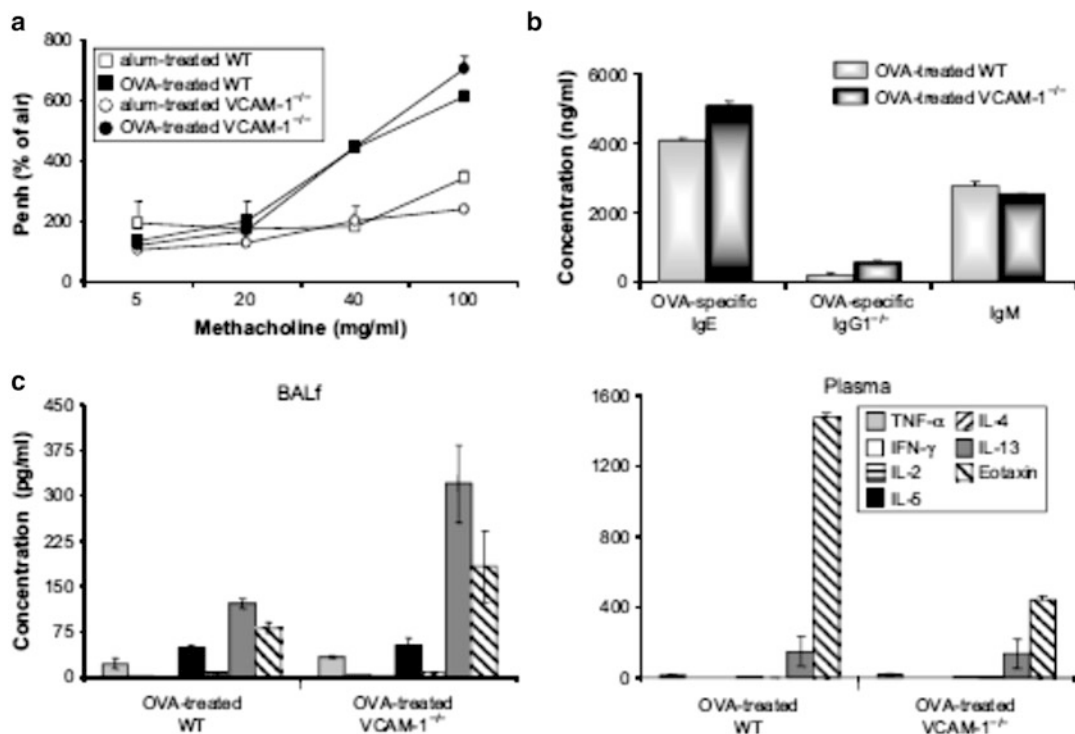 a
800
600
400
200
0
Penh (% of air)
alum-treated WT
OVA-treated WT
alum-treated VCAM-1⁻/⁻
OVA-treated VCAM-1⁻/⁻
5 20 40 100
Methacholine (mg/ml)
b
6000
4000
2000
0
Concentration (ng/ml)
OVA-treated WT
OVA-treated VCAM-1⁻/⁻
OVA-specific OVA-specific IgM
IgE IgG1⁻/⁻
c
BALf
450
375
300
225
150
75
0
Concentration (pg/ml)
OVA-treated OVA-treated
WT VCAM-1⁻/⁻
Plasma
1600
1200
800
400
0
TNF-α IL-4
IFN-γ IL-13
IL-2 Eotaxin
IL-5
OVA-treated OVA-treated
WT VCAM-1⁻/⁻